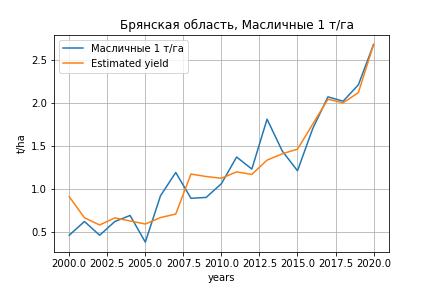 Брянская область, Масличные 1 т/га
Масличные 1 т/га
Estimated yield
t/ha
2.5
2.0
1.5
1.0
0.5
2000.0 2002.5 2005.0 2007.5 2010.0 2012.5 2015.0 2017.5 2020.0
years